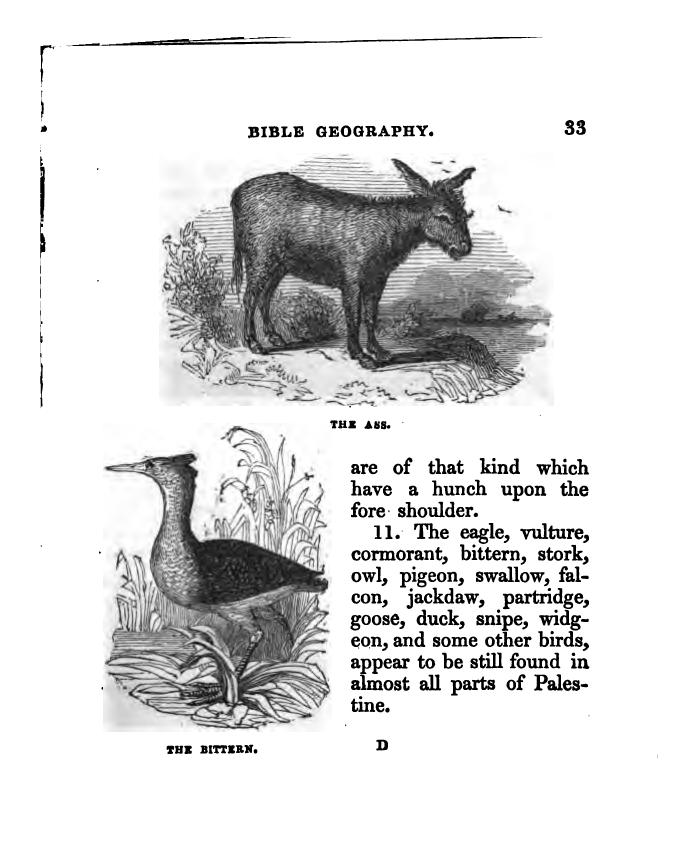 BIBLE GEOGRAPHY. 33
THE ASS.
are of that kind which
have a hunch upon the
fore shoulder.
11. The eagle, vulture,
cormorant, bittern, stork,
owl, pigeon, swallow, fal-
con, jackdaw, partridge,
goose, duck, snipe, widg-
eon, and some other birds,
appear to be still found in
almost all parts of Pales-
tine.
THE BITTERN.
D